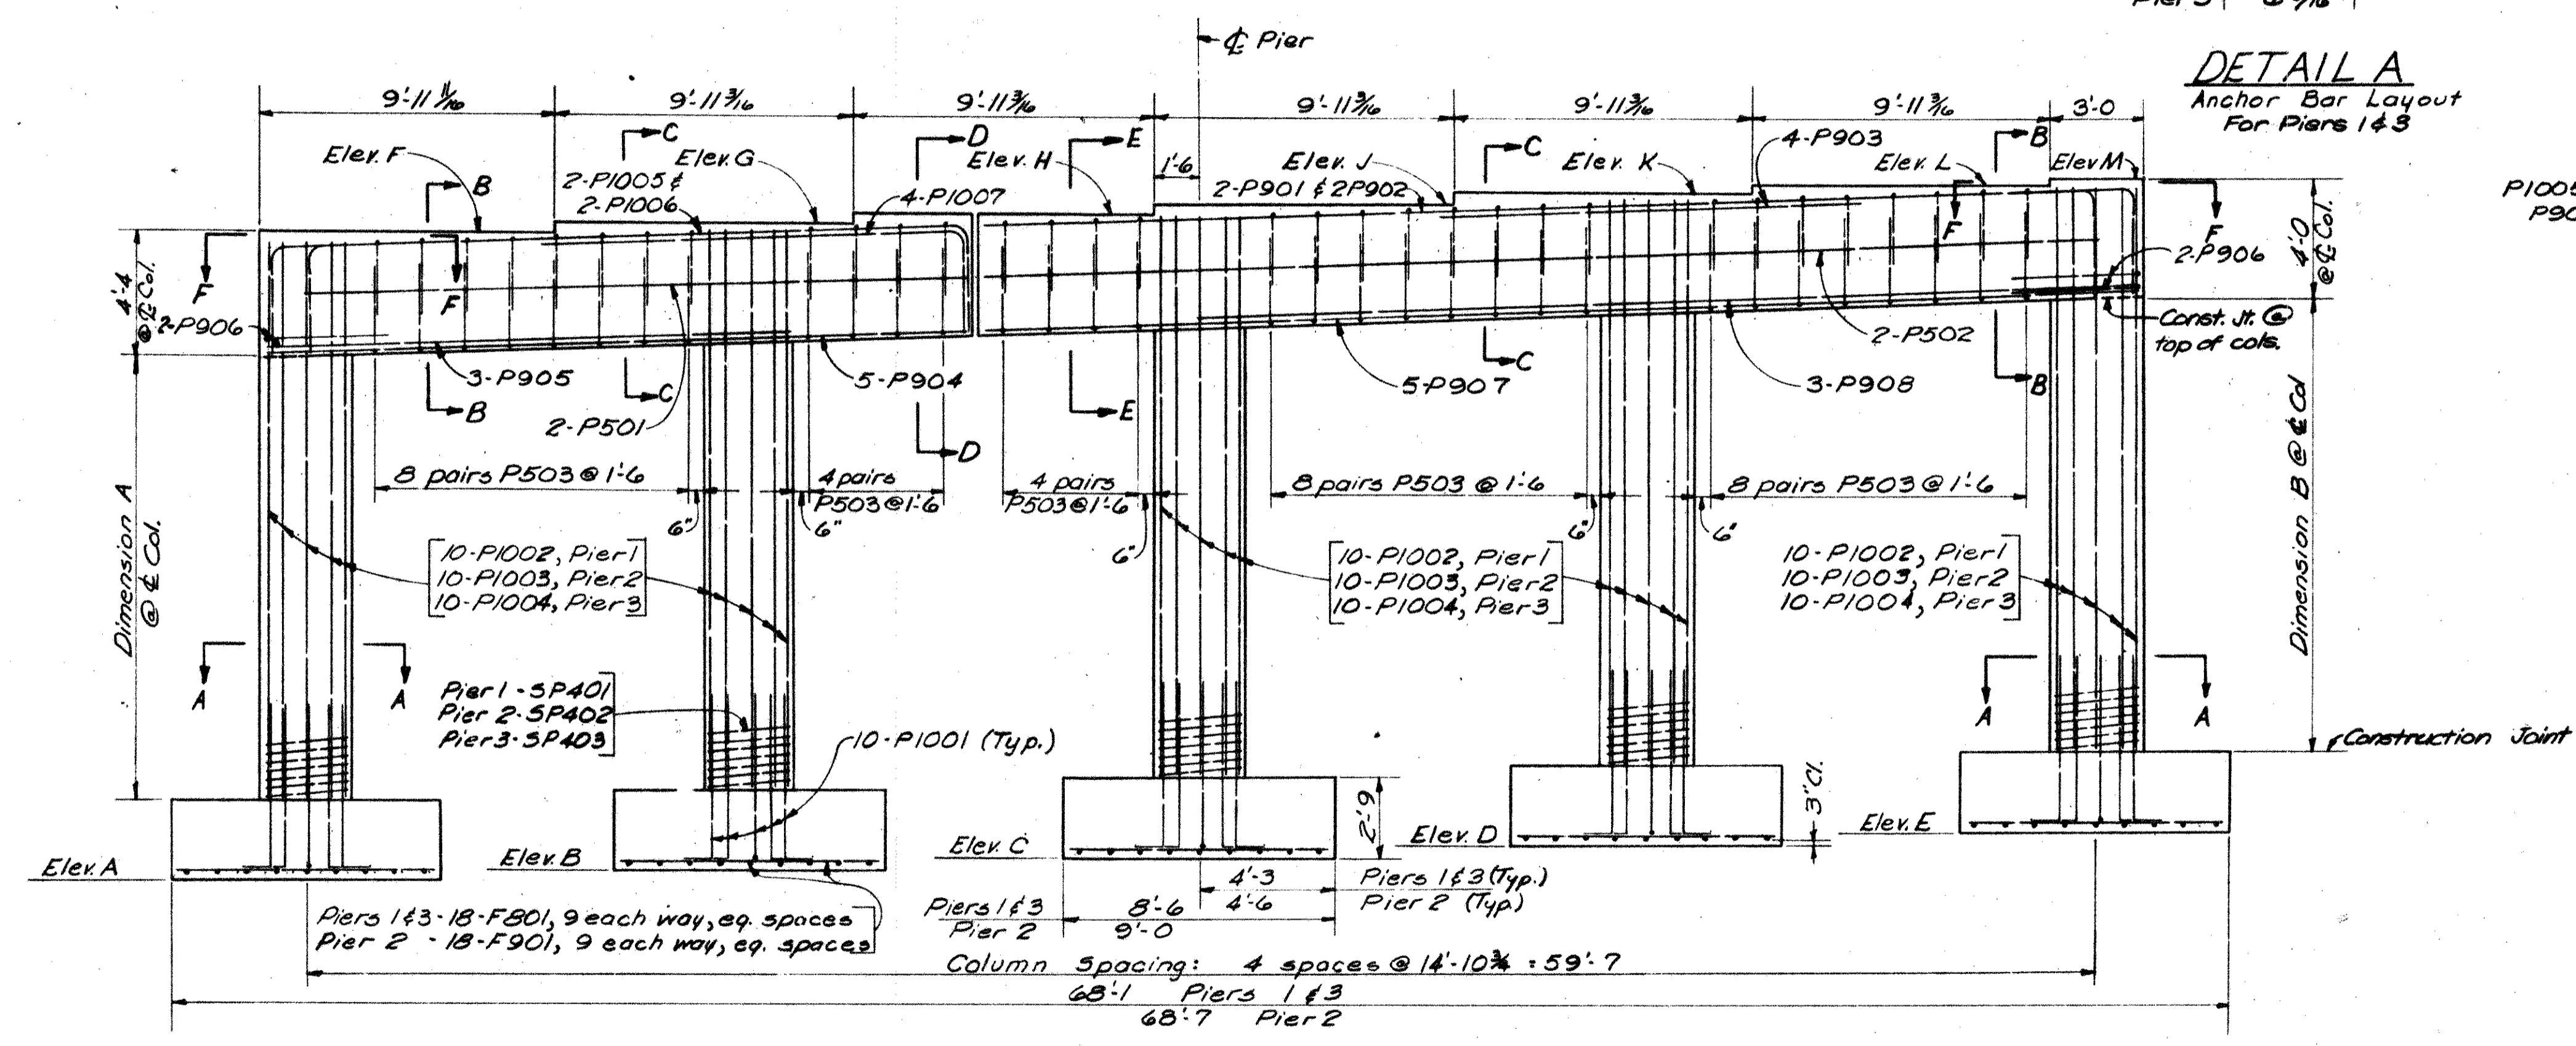 ℄ Pier
DETAIL A
Anchor Bar Layout
For Piers 1 & 3
9'-11 11/16
9'-11 3/16
9'-11 3/16
9'-11 3/16
9'-11 3/16
9'-11 3/16
3'-0
C
D
E
C
B
4-P903
Elev. F
Elev. G
Elev. H
1'-6
Elev. J
Elev. K
Elev. L
Elev M
B
2-P1005 &
2-P1006
4-P1007
2-P901 & 2P902
P1005
F
F
F
F
2-P906
4'-4
@ ℄ Col.
4'-0
@ ℄ Col.
2-P906
Const. Jt. @
top of cols.
2-P502
3-P905
C
5-P904
5-P907
C
3-P908
B
B
E
2-P501
D
8 pairs P503 @ 1'-6
4 pairs
P503 @ 1'-6
4 pairs
P503 @ 1'-6
8 pairs P503 @ 1'-6
8 pairs P503 @ 1'-6
6"
6"
6"
6"
6"
Dimension A
@ ℄ Col.
Dimension B @ ℄ Col
10-P1002, Pier 1
10-P1003, Pier 2
10-P1004, Pier 3
10-P1002, Pier 1
10-P1003, Pier 2
10-P1004, Pier 3
10-P1002, Pier 1
10-P1003, Pier 2
10-P1004, Pier 3
A
A
Pier 1 - SP401
Pier 2 - SP402
Pier 3 - SP403
10-P1001 (Typ.)
A
A
Construction Joint
2'-9
3" Cl.
Elev. A
Elev. B
Elev. C
Elev. D
Elev. E
4'-3 Piers 1 & 3 (Typ.)
4'-6 Pier 2 (Typ.)
Piers 1 & 3 8'-6
Pier 2 9'-0
Piers 1 & 3 - 18-F801, 9 each way, eq. spaces
Pier 2 - 18-F901, 9 each way, eq. spaces
Column Spacing: 4 spaces @ 14'-10 3/4 = 59'-7
68'-1 Piers 1 & 3
68'-7 Pier 2